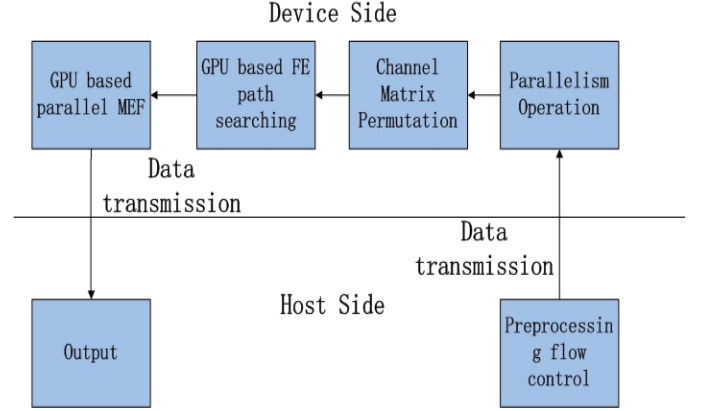 Device Side
GPU based
parallel MEF
GPU based FE
path
searching
Channel
Matrix
Permutation
Parallelism
Operation
Data
transmission
Data
transmission
Host Side
Output
Preprocessin
g flow
control